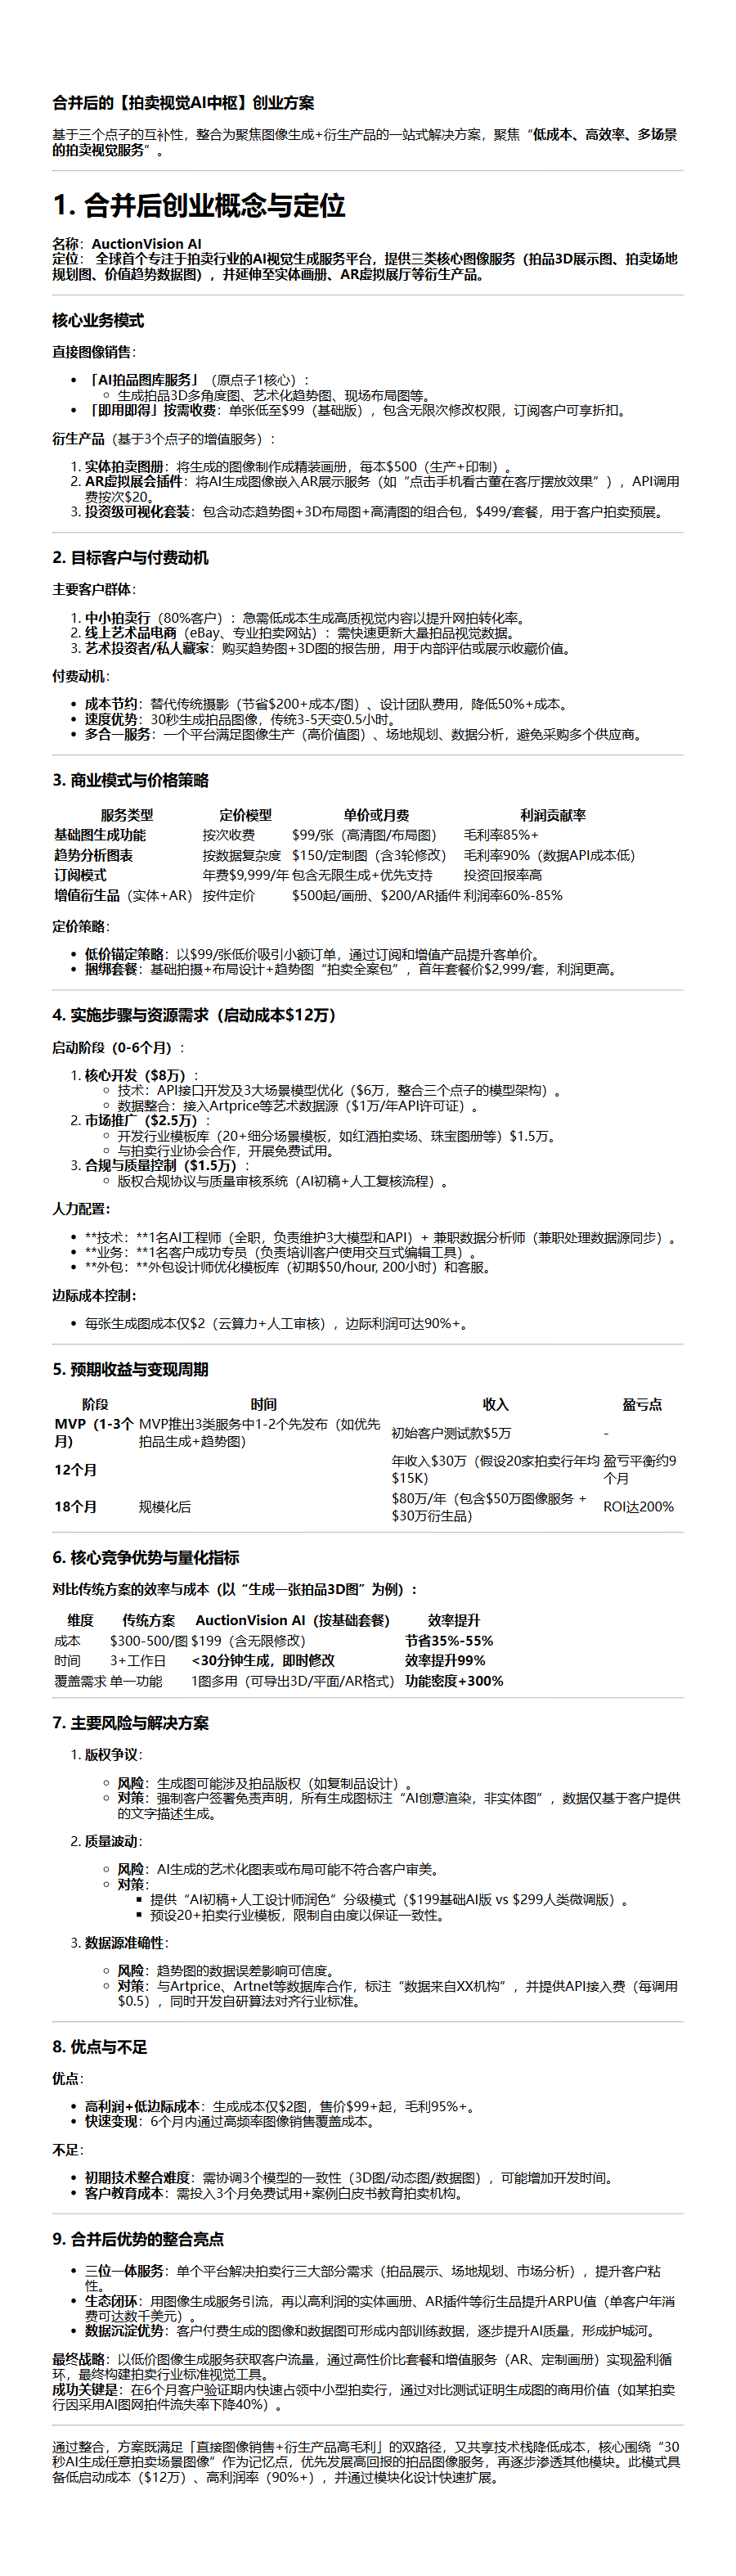 合并后的【拍卖视觉AI中枢】创业方案
基于三个点子的互补性，整合为聚焦图像生成+衍生产品的一站式解决方案，聚焦“低成本、高效率、多场景
的拍卖视觉服务”。
1. 合并后创业概念与定位
名称：AuctionVision AI
定位： 全球首个专注于拍卖行业的AI视觉生成服务平台，提供三类核心图像服务（拍品3D展示图、拍卖场地
规划图、价值趋势数据图），并延伸至实体画册、AR虚拟展厅等衍生产品。
核心业务模式
直接图像销售：
• 「AI拍品图库服务」（原点子1核心）：
◦ 生成拍品3D多角度图、艺术化趋势图、现场布局图等。
• 「即用即得」按需收费：单张低至$99（基础版），包含无限次修改权限，订阅客户可享折扣。
衍生产品（基于3个点子的增值服务）：
1. 实体拍卖图册：将生成的图像制作成精装画册，每本$500（生产+印制）。
2. AR虚拟展会插件：将AI生成图像嵌入AR展示服务（如“点击手机看古董在客厅摆放效果”），API调用
费按次$20。
3. 投资级可视化套装：包含动态趋势图+3D布局图+高清图的组合包，$499/套餐，用于客户拍卖预展。
2. 目标客户与付费动机
主要客户群体：
1. 中小拍卖行（80%客户）：急需低成本生成高质视觉内容以提升网拍转化率。
2. 线上艺术品电商（eBay、专业拍卖网站）：需快速更新大量拍品视觉数据。
3. 艺术投资者/私人藏家：购买趋势图+3D图的报告册，用于内部评估或展示收藏价值。
付费动机：
• 成本节约：替代传统摄影（节省$200+成本/图）、设计团队费用，降低50%+成本。
• 速度优势：30秒生成拍品图像，传统3-5天变0.5小时。
• 多合一服务：一个平台满足图像生产（高价值图）、场地规划、数据分析，避免采购多个供应商。
3. 商业模式与价格策略
服务类型 定价模型 单价或月费 利润贡献率
基础图生成功能 按次收费 $99/张（高清图/布局图） 毛利率85%+
趋势分析图表 按数据复杂度 $150/定制图（含3轮修改） 毛利率90%（数据API成本低）
订阅模式 年费$9,999/年 包含无限生成+优先支持 投资回报率高
增值衍生品（实体+AR） 按件定价 $500起/画册、$200/AR插件 利润率60%-85%
定价策略：
• 低价锚定策略：以$99/张低价吸引小额订单，通过订阅和增值产品提升客单价。
• 捆绑套餐：基础拍摄+布局设计+趋势图“拍卖全案包”，首年套餐价$2,999/套，利润更高。
4. 实施步骤与资源需求（启动成本$12万）
启动阶段（0-6个月）：
1. 核心开发（$8万）：
◦ 技术：API接口开发及3大场景模型优化（$6万，整合三个点子的模型架构）。
◦ 数据整合：接入Artprice等艺术数据源（$1万/年API许可证）。
2. 市场推广（$2.5万）：
◦ 开发行业模板库（20+细分场景模板，如红酒拍卖场、珠宝图册等）$1.5万。
◦ 与拍卖行业协会合作，开展免费试用。
3. 合规与质量控制（$1.5万）：
◦ 版权合规协议与质量审核系统（AI初稿+人工复核流程）。
人力配置：
• **技术：**1名AI工程师（全职，负责维护3大模型和API）+ 兼职数据分析师（兼职处理数据源同步）。
• **业务：**1名客户成功专员（负责培训客户使用交互式编辑工具）。
• **外包：**外包设计师优化模板库（初期$50/hour, 200小时）和客服。
边际成本控制：
• 每张生成图成本仅$2（云算力+人工审核），边际利润可达90%+。
5. 预期收益与变现周期
阶段 时间 收入 盈亏点
MVP（1-3个
月） MVP推出3类服务中1-2个先发布（如优先
拍品生成+趋势图） 初始客户测试款$5万 -
12个月 年收入$30万（假设20家拍卖行年均
$15K） 盈亏平衡约9
个月
18个月 规模化后 $80万/年（包含$50万图像服务 +
$30万衍生品） ROI达200%
6. 核心竞争优势与量化指标
对比传统方案的效率与成本（以“生成一张拍品3D图”为例）：
维度 传统方案 AuctionVision AI（按基础套餐） 效率提升
成本 $300-500/图 $199（含无限修改） 节省35%-55%
时间 3+工作日 <30分钟生成，即时修改 效率提升99%
覆盖需求 单一功能 1图多用（可导出3D/平面/AR格式） 功能密度+300%
7. 主要风险与解决方案
1. 版权争议：
◦ 风险：生成图可能涉及拍品版权（如复制品设计）。
◦ 对策：强制客户签署免责声明，所有生成图标注“AI创意渲染，非实体图”，数据仅基于客户提供
的文字描述生成。
2. 质量波动：
◦ 风险：AI生成的艺术化图表或布局可能不符合客户审美。
◦ 对策：
▪ 提供“AI初稿+人工设计师润色”分级模式（$199基础AI版 vs $299人类微调版）。
▪ 预设20+拍卖行业模板，限制自由度以保证一致性。
3. 数据源准确性：
◦ 风险：趋势图的数据误差影响可信度。
◦ 对策：与Artprice、Artnet等数据库合作，标注“数据来自XX机构”，并提供API接入费（每调用
$0.5），同时开发自研算法对齐行业标准。
8. 优点与不足
优点：
• 高利润+低边际成本：生成成本仅$2图，售价$99+起，毛利95%+。
• 快速变现：6个月内通过高频率图像销售覆盖成本。
不足：
• 初期技术整合难度：需协调3个模型的一致性（3D图/动态图/数据图），可能增加开发时间。
• 客户教育成本：需投入3个月免费试用+案例白皮书教育拍卖机构。
9. 合并后优势的整合亮点
• 三位一体服务：单个平台解决拍卖行三大部分需求（拍品展示、场地规划、市场分析），提升客户粘
性。
• 生态闭环：用图像生成服务引流，再以高利润的实体画册、AR插件等衍生品提升ARPU值（单客户年消
费可达数千美元）。
• 数据沉淀优势：客户付费生成的图像和数据图可形成内部训练数据，逐步提升AI质量，形成护城河。
最终战略：以低价图像生成服务获取客户流量，通过高性价比套餐和增值服务（AR、定制画册）实现盈利循
环，最终构建拍卖行业标准视觉工具。
成功关键是：在6个月客户验证期内快速占领中小型拍卖行，通过对比测试证明生成图的商用价值（如某拍卖
行因采用AI图网拍件流失率下降40%）。
通过整合，方案既满足「直接图像销售+衍生产品高毛利」的双路径，又共享技术栈降低成本，核心围绕“30
秒AI生成任意拍卖场景图像”作为记忆点，优先发展高回报的拍品图像服务，再逐步渗透其他模块。此模式具
备低启动成本（$12万）、高利润率（90%+），并通过模块化设计快速扩展。